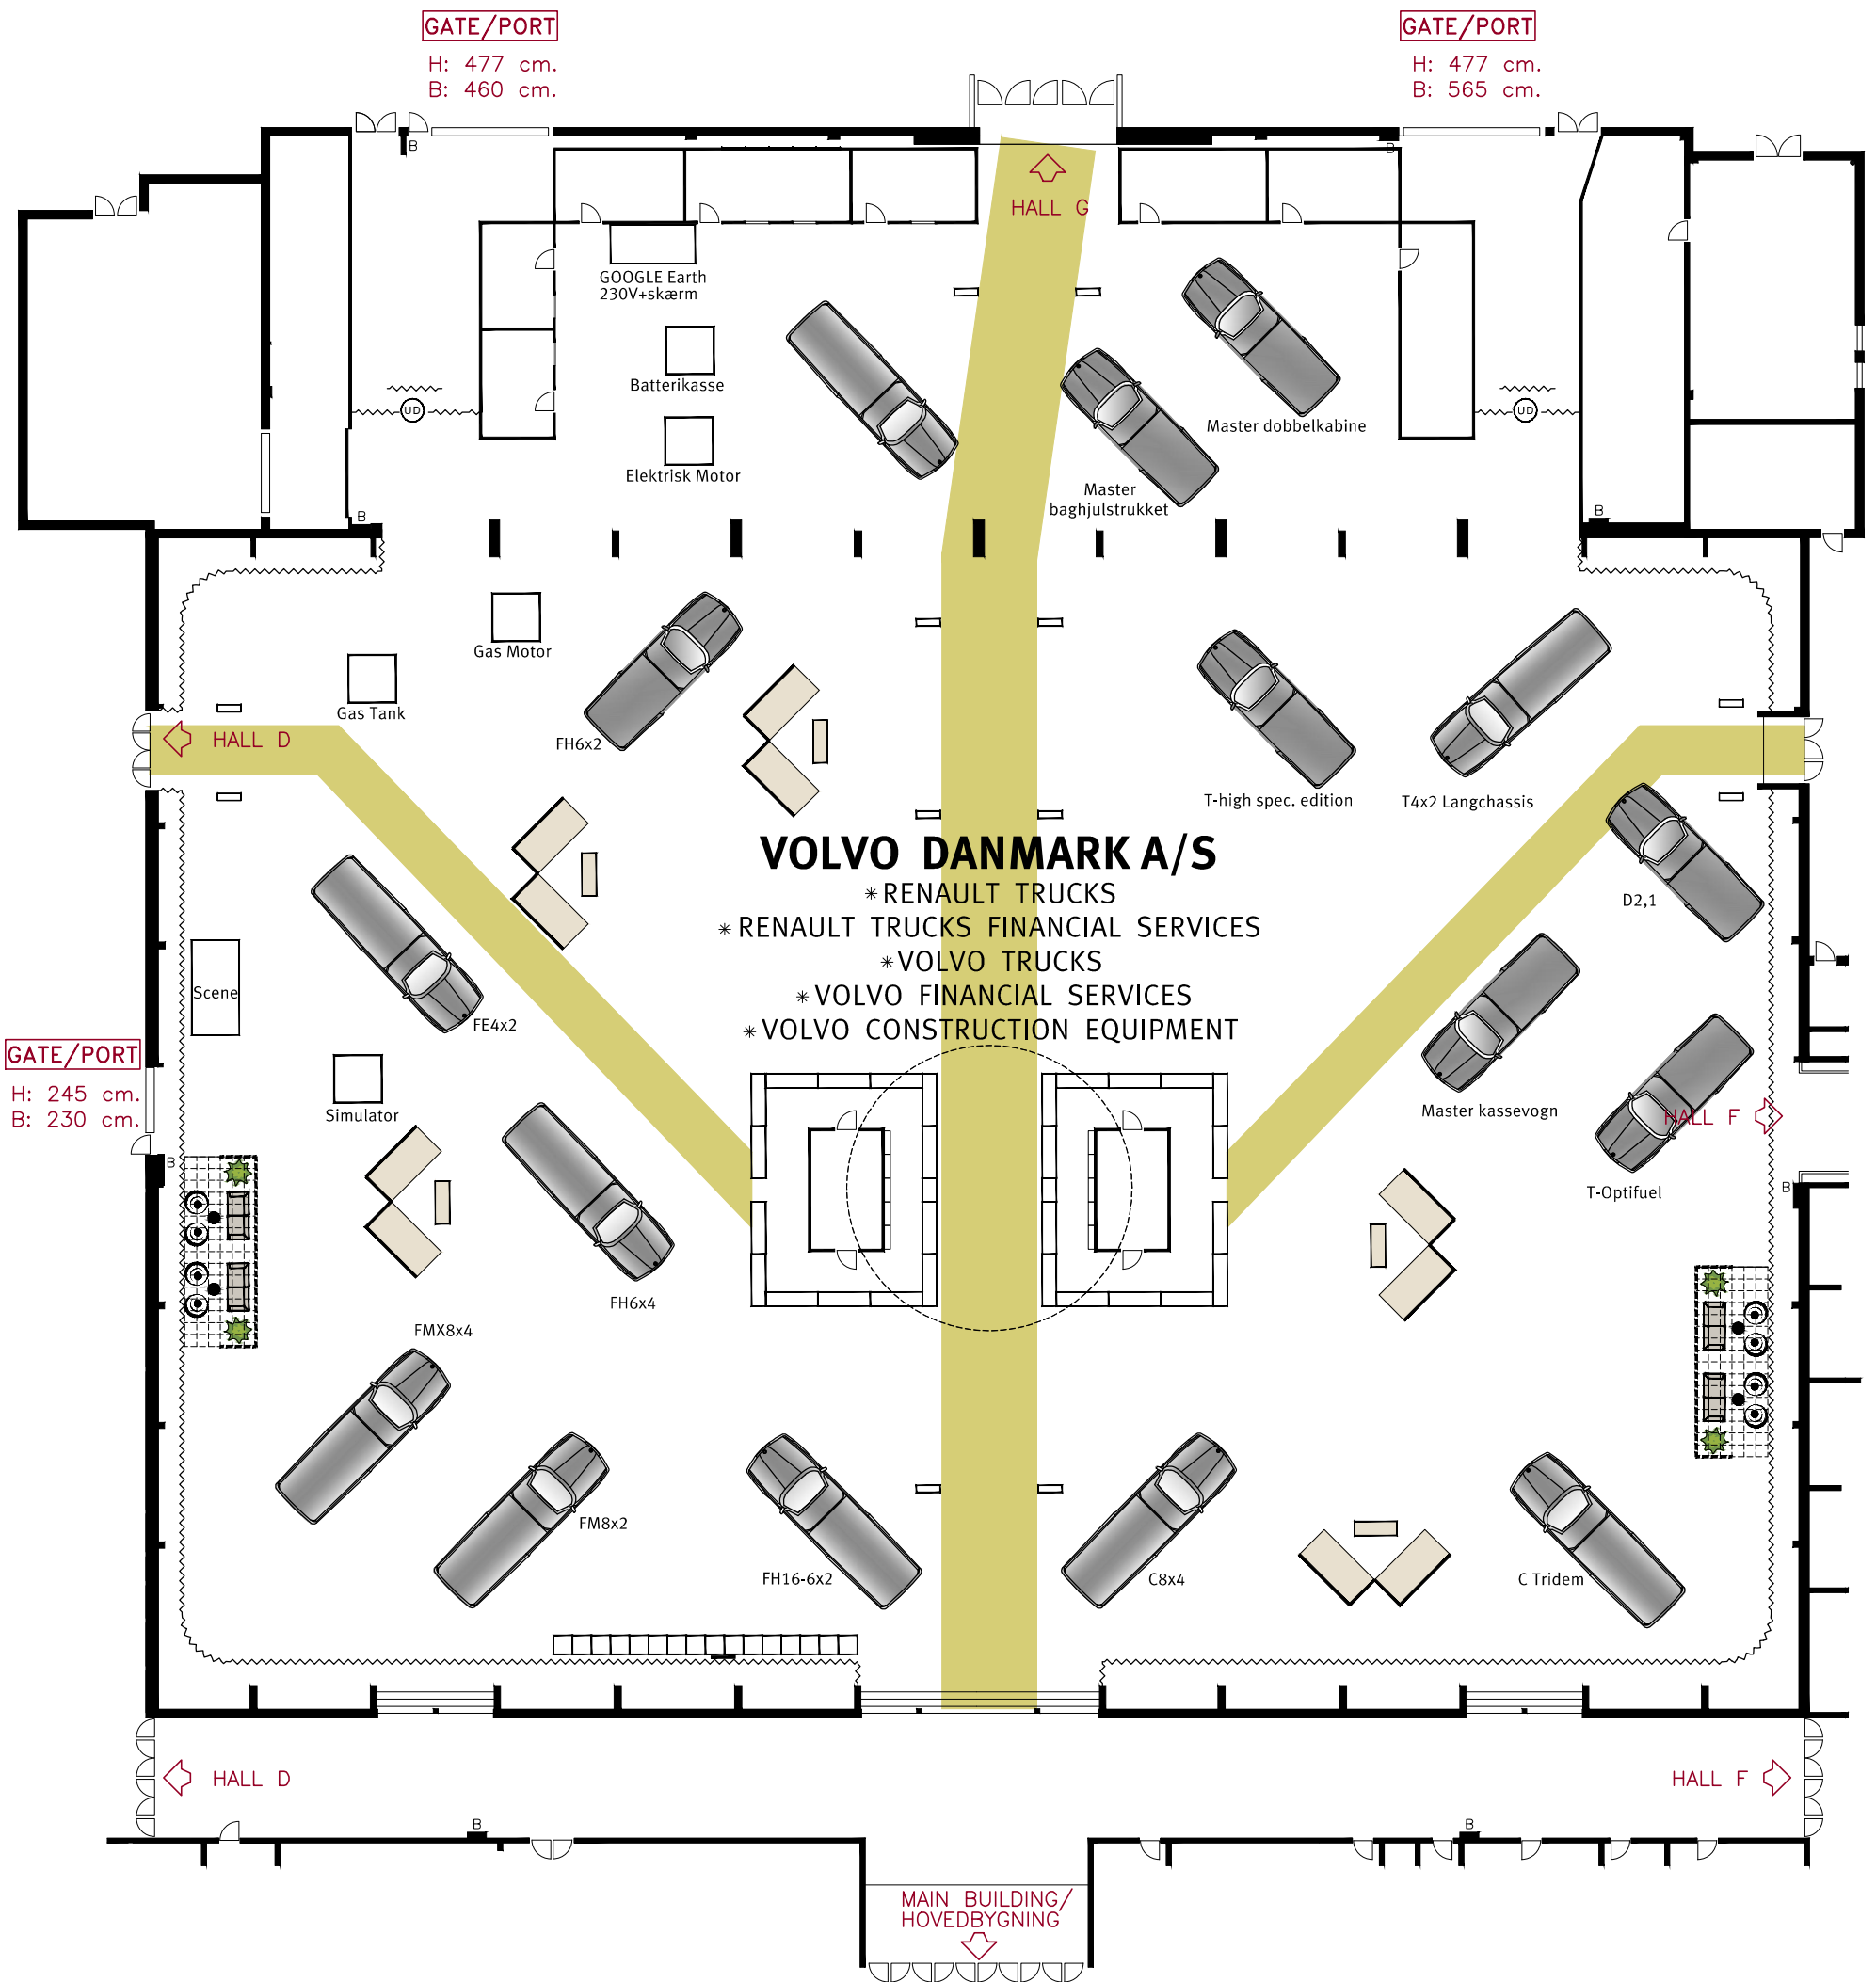 GATE/PORT
H: 477 cm.
B: 460 cm.
GATE/PORT
H: 477 cm.
B: 565 cm.
B
B
HALL G
GOOGLE Earth
230V+skærm
Batterikasse
UD
UD
Master dobbelkabine
Elektrisk Motor
Master
baghjulstrukket
B
B
Gas Motor
Gas Tank
HALL D
FH6x2
T-high spec. edition
T4x2 Langchassis
VOLVO DANMARK A/S
*RENAULT TRUCKS
*RENAULT TRUCKS FINANCIAL SERVICES
*VOLVO TRUCKS
*VOLVO FINANCIAL SERVICES
*VOLVO CONSTRUCTION EQUIPMENT
D2,1
Scene
FE4x2
GATE/PORT
H: 245 cm.
B: 230 cm.
Simulator
Master kassevogn
HALL F
B
B
T-Optifuel
FH6x4
FMX8x4
FM8x2
FH16-6x2
C8x4
C Tridem
HALL D
HALL F
B
B
MAIN BUILDING/
HOVEDBYGNING